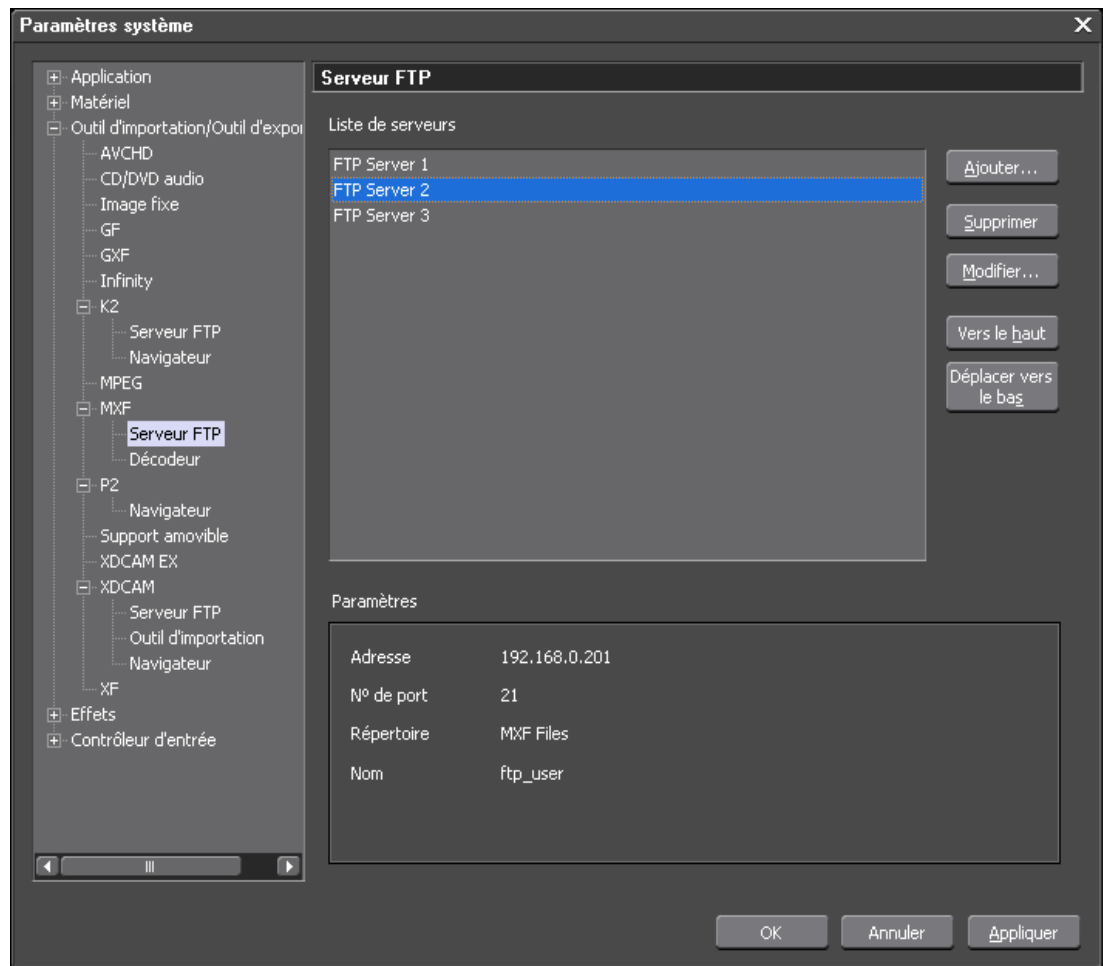 Paramètres système
Application
Matériel
Outil d'importation/Outil d'expor
AVCHD
CD/DVD audio
Image fixe
GF
GXF
Infinity
K2
Serveur FTP
Navigateur
MPEG
MXF
Serveur FTP
Décodeur
P2
Navigateur
Support amovible
XDCAM EX
XDCAM
Serveur FTP
Outil d'importation
Navigateur
XF
Effets
Contrôleur d'entrée
Serveur FTP
Liste de serveurs
FTP Server 1
FTP Server 2
FTP Server 3
Ajouter...
Supprimer
Modifier...
Vers le haut
Déplacer vers
le bas
Paramètres
Adresse 192.168.0.201
Nº de port 21
Répertoire MXF Files
Nom ftp_user
OK Annuler Appliquer